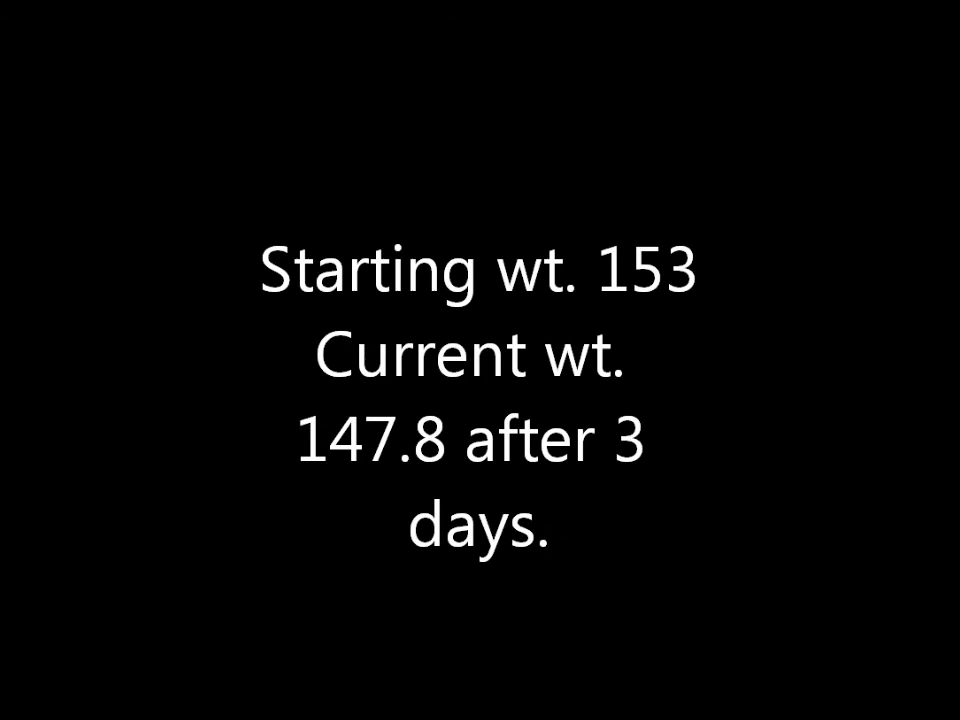 Starting wt. 153
Current wt.
147.8 after 3
days.